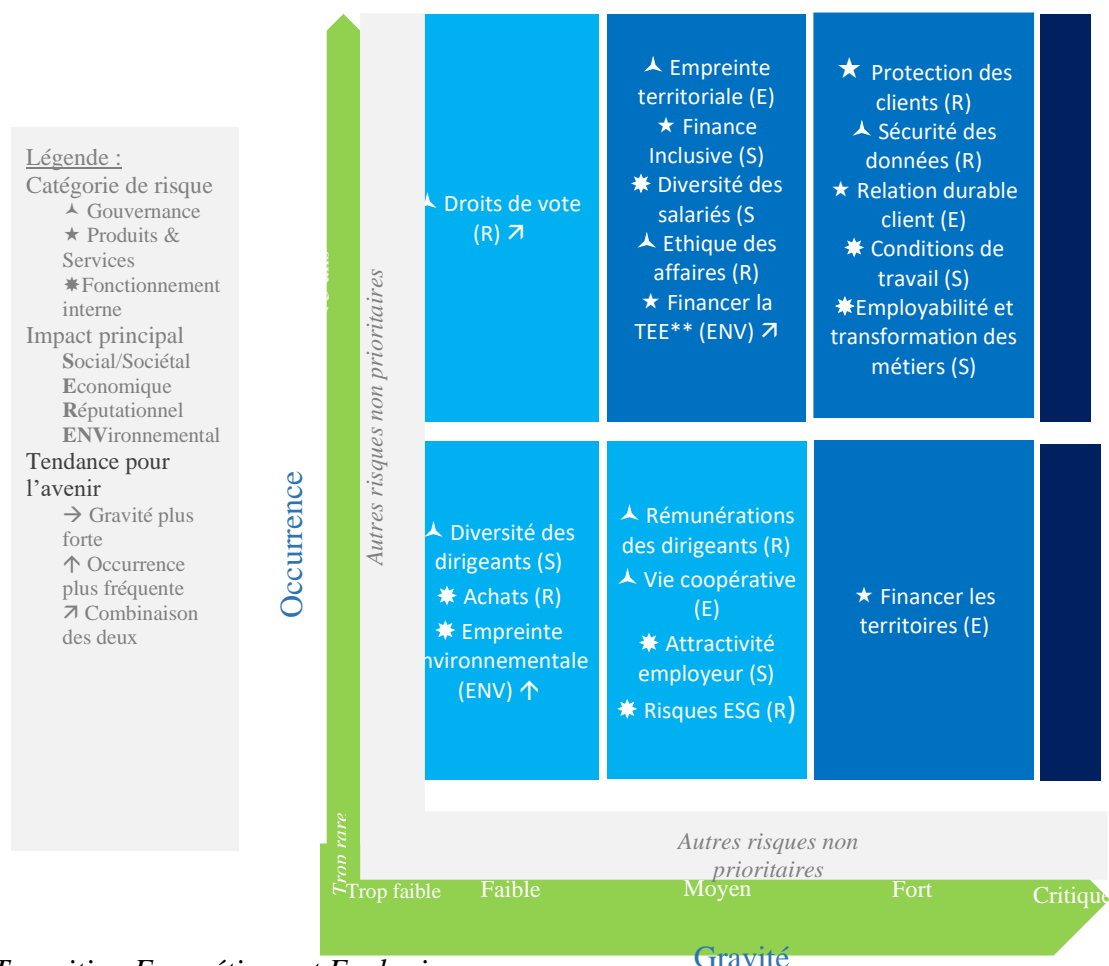 Légende :
Catégorie de risque
Gouvernance
★ Produits &
Services
Fonctionnement
interne
Impact principal
Social/Sociétal
Economique
Réputationnel
ENVironnemental
Tendance pour
l’avenir
→ Gravité plus
forte
↑ Occurrence
plus fréquente
↗ Combinaison
des deux
Occurrence
Autres risques non prioritaires
Droits de vote
(R) ↗
Empreinte
territoriale (E)
★ Finance
Inclusive (S)
Diversité des
salariés (S
Ethique des
affaires (R)
★ Financer la
TEE** (ENV) ↗
★ Protection des
clients (R)
Sécurité des
données (R)
★ Relation durable
client (E)
Conditions de
travail (S)
Employabilité et
transformation des
métiers (S)
Diversité des
dirigeants (S)
Achats (R)
Empreinte
nvironnementale
(ENV) ↑
Rémunérations
des dirigeants (R)
Vie coopérative
(E)
Attractivité
employeur (S)
Risques ESG (R)
★ Financer les
territoires (E)
Trop rare
Autres risques non
prioritaires
Trop faible Faible Moyen Fort Critique
Gravité